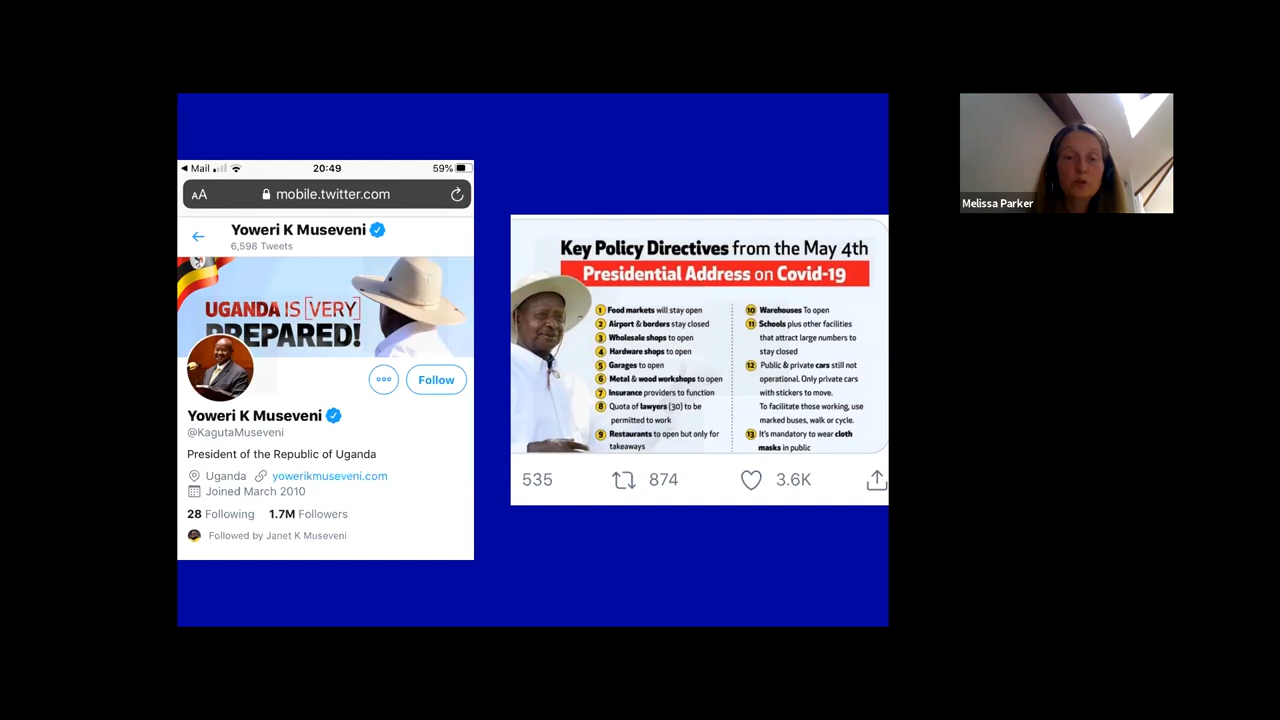 Mail
20:49
59%
AA
mobile.twitter.com
Yoweri K Museveni
6,598 Tweets
UGANDA IS [VERY]
PREPARED!
Follow
Yoweri K Museveni
@KagutaMuseveni
President of the Republic of Uganda
Uganda yowerikmuseveni.com
Joined March 2010
28 Following 1.7M Followers
Followed by Janet K Museveni
Key Policy Directives from the May 4th
Presidential Address on Covid-19
1 Food markets will stay open
2 Airport & borders stay closed
3 Wholesale shops to open
4 Hardware shops to open
5 Garages to open
6 Metal & wood workshops to open
7 Insurance providers to function
8 Quota of lawyers (30) to be
permitted to work
9 Restaurants to open but only for
takeaways
10 Warehouses To open
11 Schools plus other facilities
that attract large numbers to
stay closed
12 Public & private cars still not
operational. Only private cars
with stickers to move.
To facilitate those working, use
marked buses, walk or cycle.
13 It's mandatory to wear cloth
masks in public
535 874 3.6K
Melissa Parker